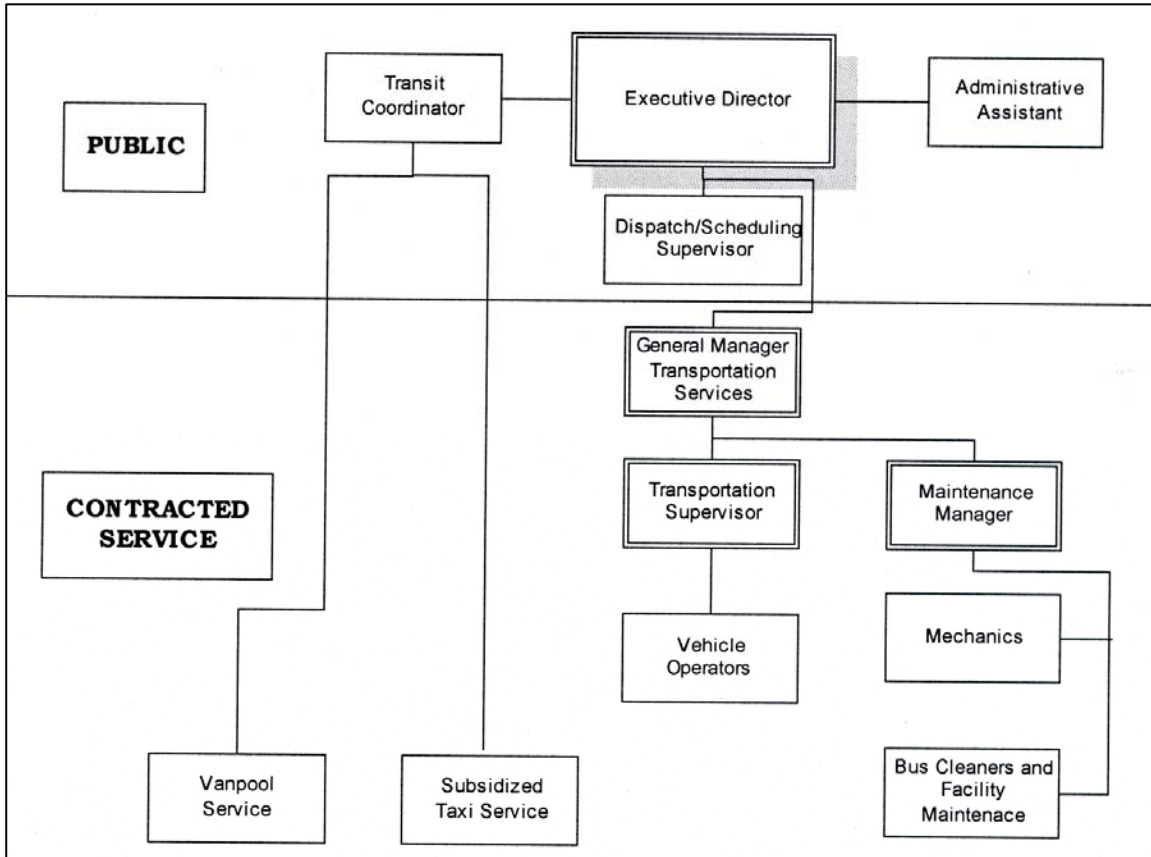 Transit
Coordinator
Executive Director
Administrative
Assistant
PUBLIC
Dispatch/Scheduling
Supervisor
General Manager
Transportation
Services
CONTRACTED
SERVICE
Transportation
Supervisor
Maintenance
Manager
Vehicle
Operators
Mechanics
Vanpool
Service
Subsidized
Taxi Service
Bus Cleaners and
Facility
Maintenace